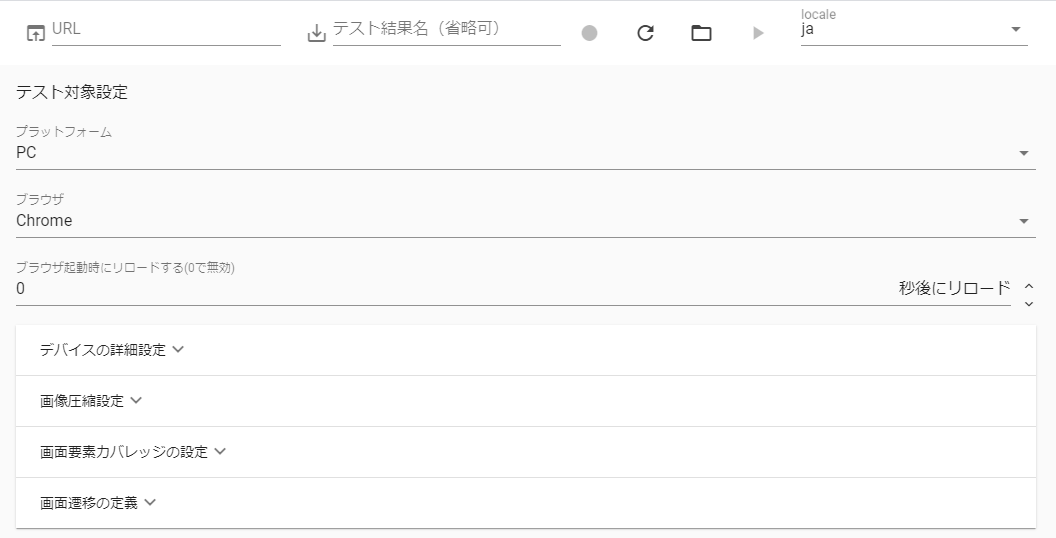 URL
テスト結果名（省略可）
locale
ja
テスト対象設定
プラットフォーム
PC
ブラウザ
Chrome
ブラウザ起動時にリロードする(0で無効)
0 秒後にリロード
デバイスの詳細設定
画像圧縮設定
画面要素カバレッジの設定
画面遷移の定義